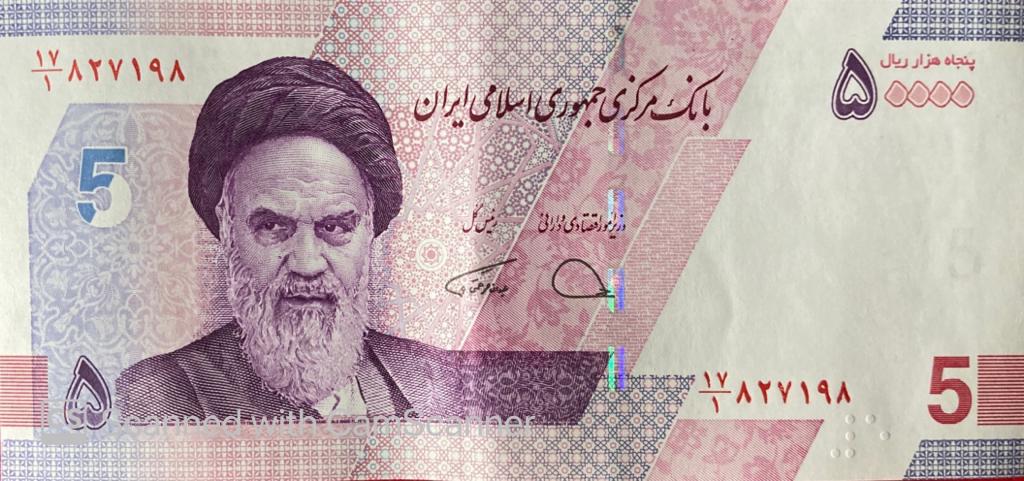 ۱۷/۱ ۸۲۷۱۹۸
پنجاه هزار ریال
۵۰۰۰۰
بانک مرکزی جمهوری اسلامی ایران
5
وزیر امور اقتصادی و دارائی
رئیس کل
۱۷/۱ ۸۲۷۱۹۸
5
۵
Scanned with CamScanner